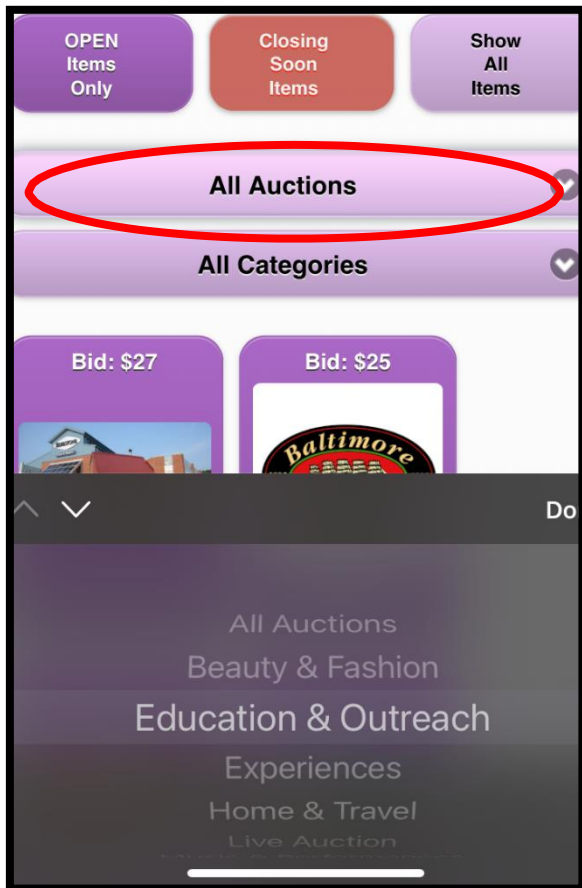 OPEN
Items
Only
Closing
Soon
Items
Show
All
Items
All Auctions
All Categories
Bid: $27
Bid: $25
Baltimore
Do
All Auctions
Beauty & Fashion
Education & Outreach
Experiences
Home & Travel
Live Auction